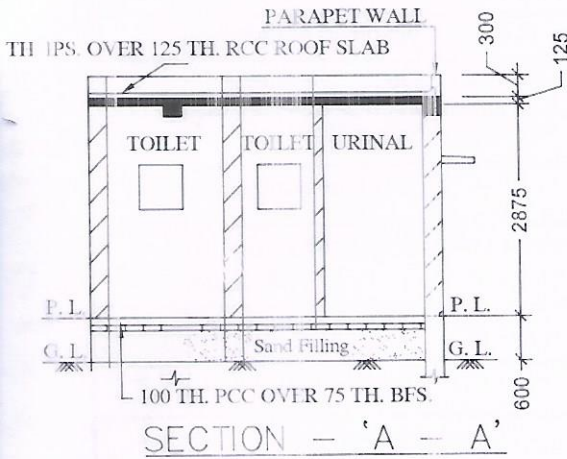 PARAPET WALL
TH IPS. OVER 125 TH. RCC ROOF SLAB
300
125
TOILET TOILET URINAL
2875
P. L. P. L.
G. L. Sand Filling G. L.
600
100 TH. PCC OVER 75 TH. BFS.
SECTION - 'A - A'